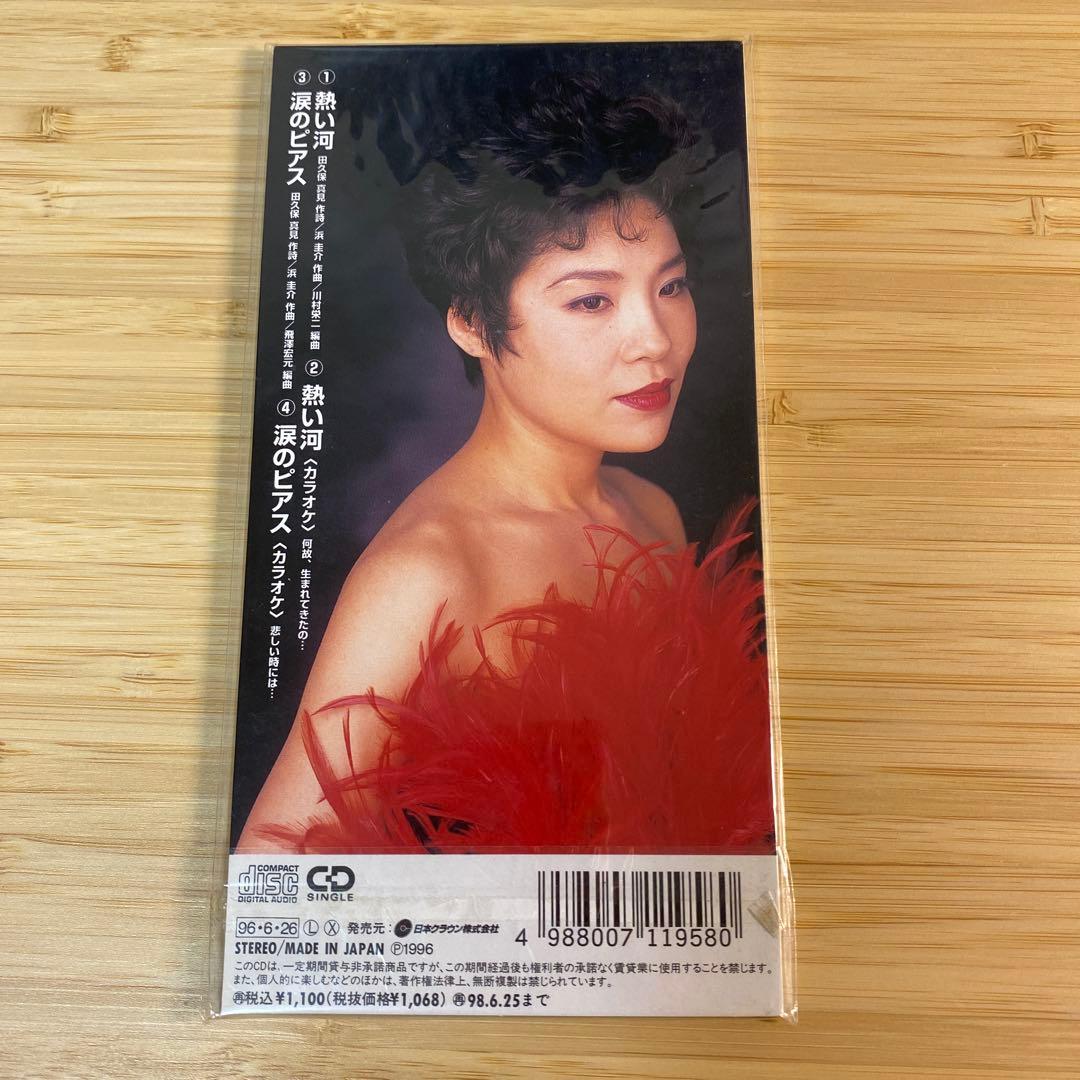 ① 熱い河 田久保 真見 作詩／浜 圭介 作曲／川村栄二 編曲
② 熱い河〈カラオケ〉 何故、生まれてきたの…
③ 涙のピアス 田久保 真見 作詩／浜 圭介 作曲／飛澤宏元 編曲
④ 涙のピアス〈カラオケ〉 悲しい時には…
COMPACT
disc
DIGITAL AUDIO
CD
SINGLE
96・6・26 Ⓛ Ⓧ 発売元：日本クラウン株式会社
STEREO/MADE IN JAPAN Ⓟ1996
4 988007 119580
このCDは、一定期間貸与非承諾商品ですが、この期間経過後も権利者の承諾なく賃貸業に使用することを禁じます。
また、個人的に楽しむなどのほかは、著作権法律上、無断複製は禁じられています。
㊢税込¥1,100(税抜価格¥1,068) ㊢98.6.25まで